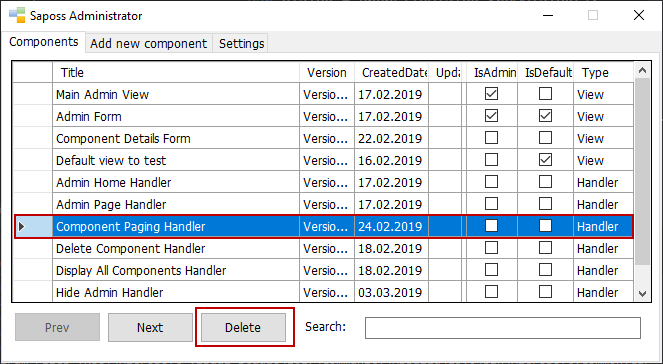 Saposs Administrator
Components Add new component Settings
Title Version CreatedDate Upda IsAdmin IsDefault Type
Main Admin View Versio... 17.02.2019 View
Admin Form Versio... 17.02.2019 View
Component Details Form Versio... 22.02.2019 View
Default view to test Versio... 16.02.2019 View
Admin Home Handler Versio... 17.02.2019 Handler
Admin Page Handler Versio... 17.02.2019 Handler
Component Paging Handler Versio... 24.02.2019 Handler
Delete Component Handler Versio... 18.02.2019 Handler
Display All Components Handler Versio... 18.02.2019 Handler
Hide Admin Handler Versio... 03.03.2019 Handler
Prev Next Delete Search: